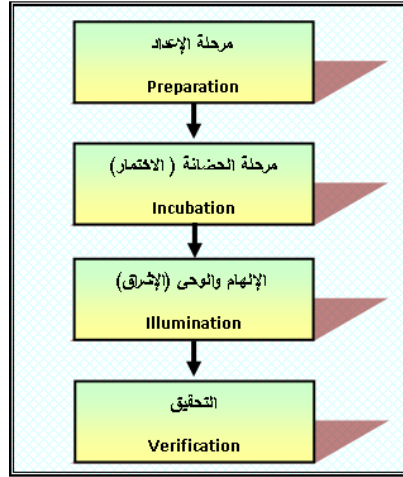 مرحلة الإعداد
Preparation
مرحلة الحضانة ( الاختمار)
Incubation
الإلهام والوحى (الإشراق)
Illumination
التحقيق
Verification